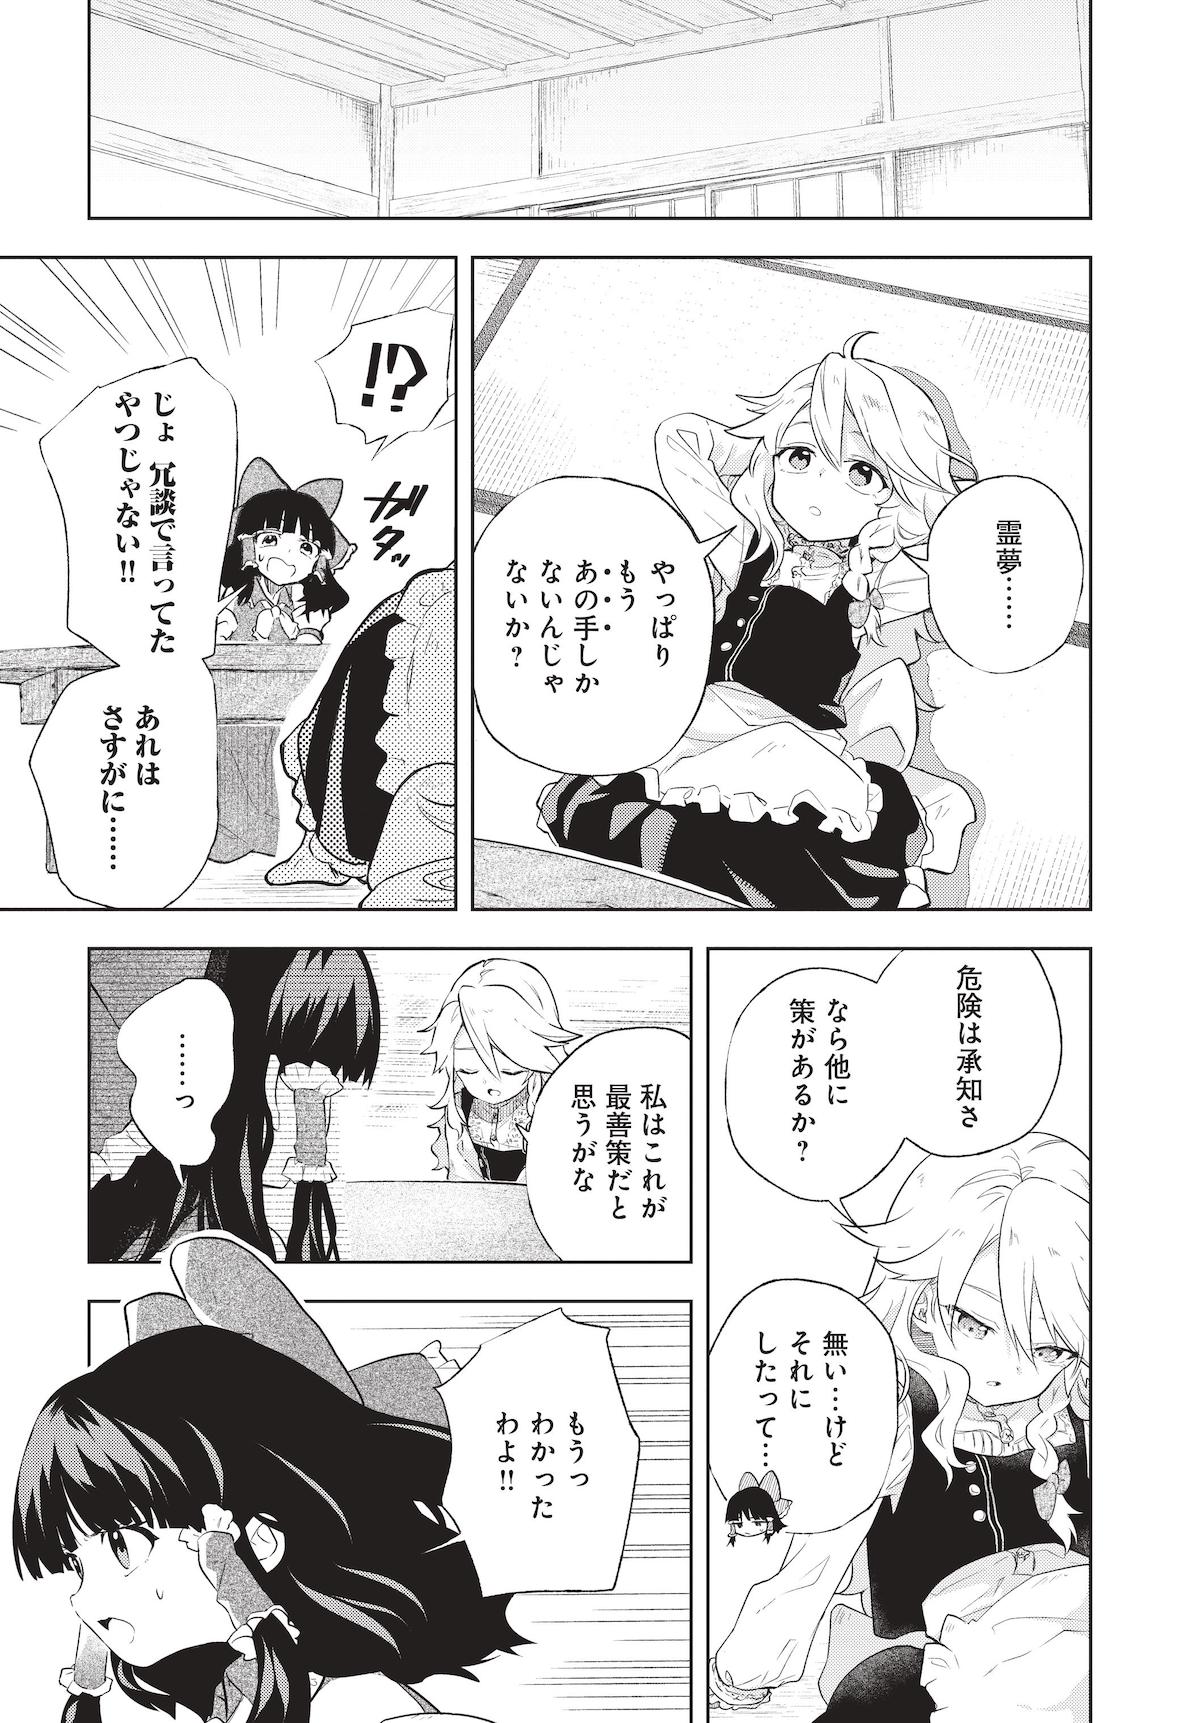 霊夢……
やっぱり
もう
あの手しか
ないんじゃ
ないか?
!?
ガタッ
じょ 冗談で言ってた
やつじゃない!!
あれは
さすがに……
危険は承知さ
なら他に
策があるか?
無い…けど
それに
したって…
私はこれが
最善策だと
思うがな
……っ
もうっ
わかった
わよ!!